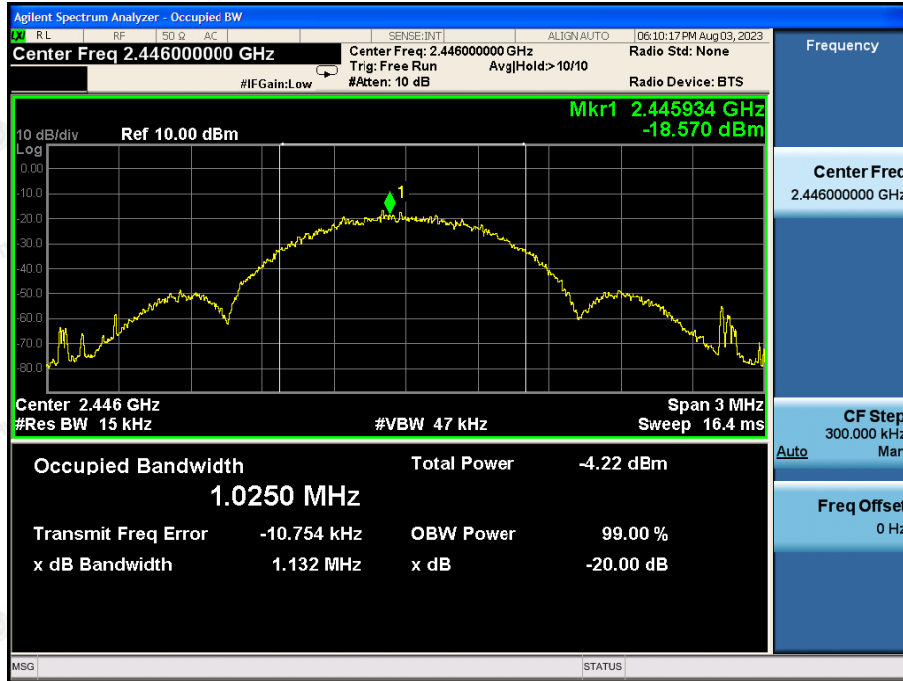 Agilent Spectrum Analyzer - Occupied BW
LXI RL RF 50 Ω AC SENSE:INT ALIGN AUTO 06:10:17 PM Aug 03, 2023
Center Freq 2.446000000 GHz
Center Freq: 2.446000000 GHz Radio Std: None
Trig: Free Run Avg|Hold:>10/10
#IFGain:Low #Atten: 10 dB Radio Device: BTS
Frequency
Mkr1 2.445934 GHz
-18.570 dBm
10 dB/div Ref 10.00 dBm
Log
0.00
-10.0
-20.0
-30.0
-40.0
-50.0
-60.0
-70.0
-80.0
1
Center 2.446 GHz Span 3 MHz
#Res BW 15 kHz #VBW 47 kHz Sweep 16.4 ms
Occupied Bandwidth Total Power -4.22 dBm
1.0250 MHz
Transmit Freq Error -10.754 kHz OBW Power 99.00 %
x dB Bandwidth 1.132 MHz x dB -20.00 dB
Center Freq
2.446000000 GHz
CF Step
300.000 kHz
Auto Man
Freq Offset
0 Hz
MSG STATUS